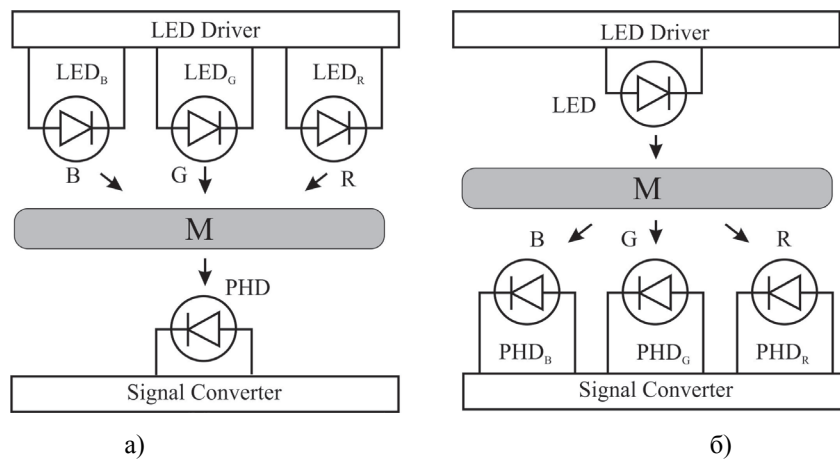 LED Driver
LED_B LED_G LED_R
B G R
M
PHD
Signal Converter
а)
LED Driver
LED
M
B G R
PHD_B PHD_G PHD_R
Signal Converter
б)